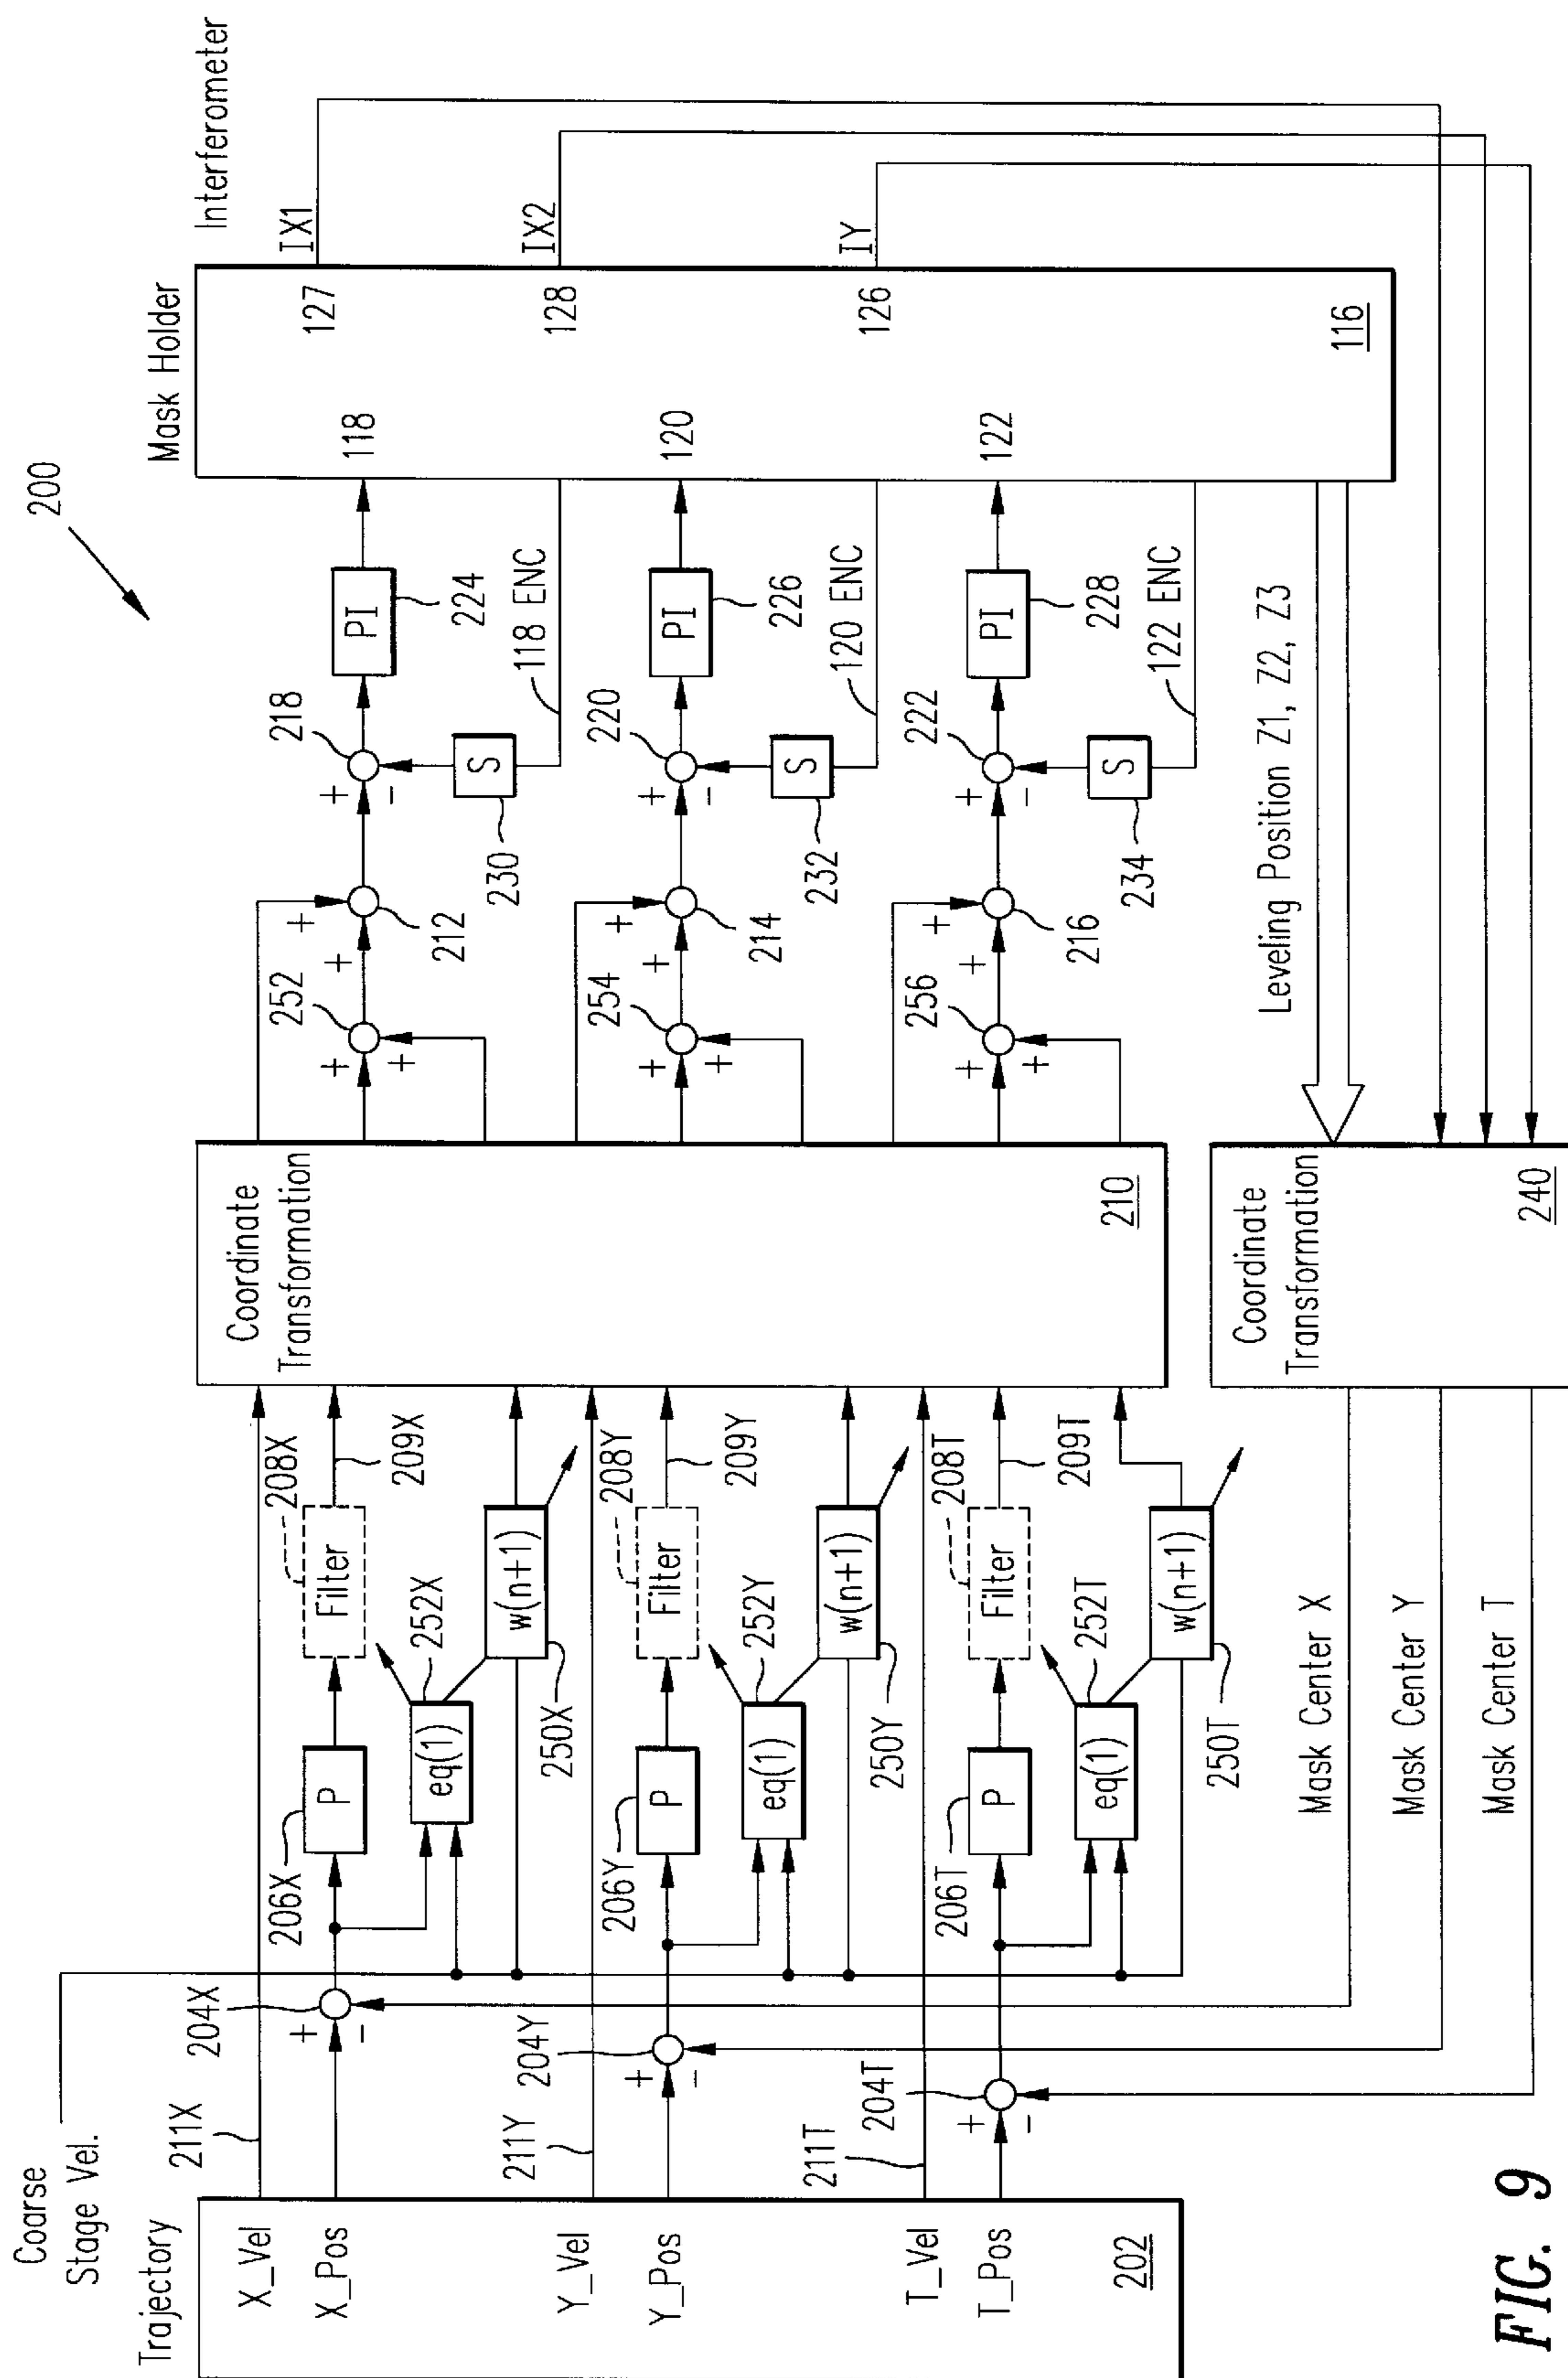 200
Coarse
Stage Vel.
Trajectory
X_Vel
X_Pos
Y_Vel
Y_Pos
T_Vel
T_Pos
202
211X
204X
+
-
211Y
204Y
+
-
211T
204T
+
-
206X
P
208X
Filter
209X
252X
eq(1)
w(n+1)
250X
206Y
P
208Y
Filter
209Y
252Y
eq(1)
w(n+1)
250Y
206T
P
208T
Filter
209T
252T
eq(1)
w(n+1)
250T
Mask Center X
Mask Center Y
Mask Center T
Coordinate
Transformation
210
Coordinate
Transformation
240
252
+
+
+
+
212
218
+
-
PI
224
S
230
118 ENC
254
+
+
+
+
214
220
+
-
PI
226
S
232
120 ENC
256
+
+
+
+
216
222
+
-
PI
228
S
234
122 ENC
Leveling Position Z1, Z2, Z3
Mask Holder
118
120
122
127
128
126
116
Interferometer
IX1
IX2
IY
FIG. 9